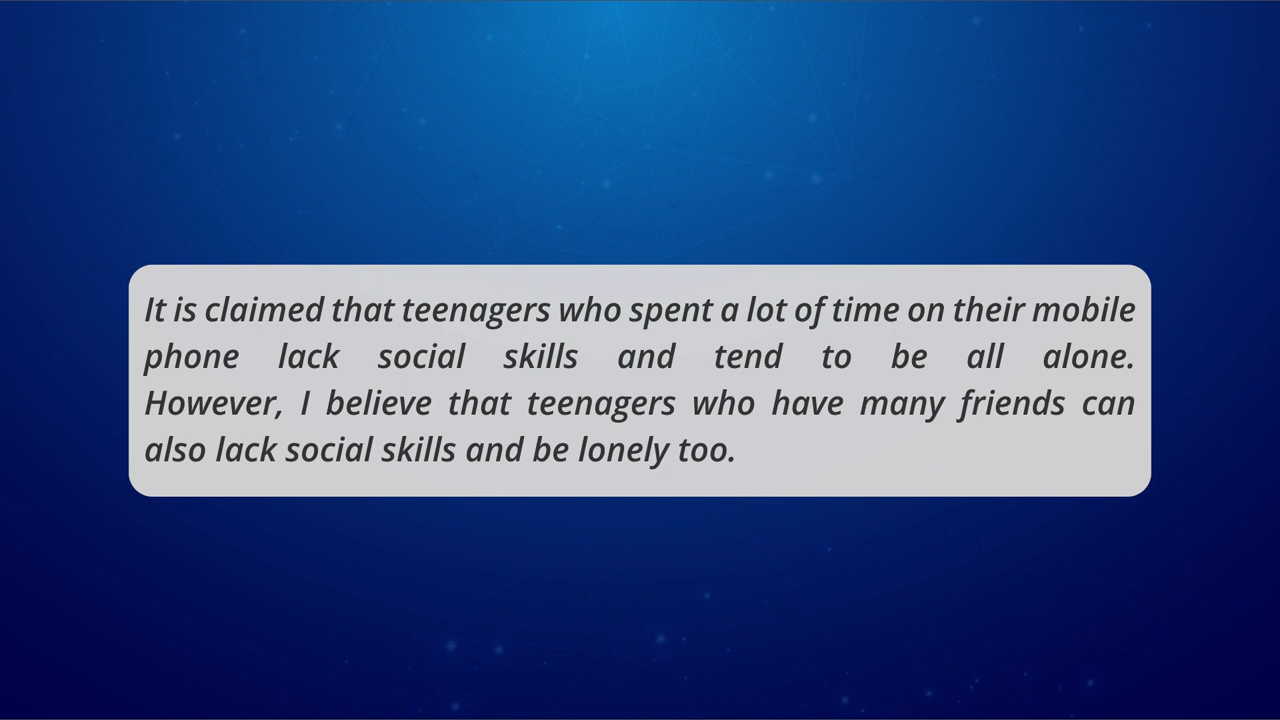 It is claimed that teenagers who spent a lot of time on their mobile
phone lack social skills and tend to be all alone.
However, I believe that teenagers who have many friends can
also lack social skills and be lonely too.